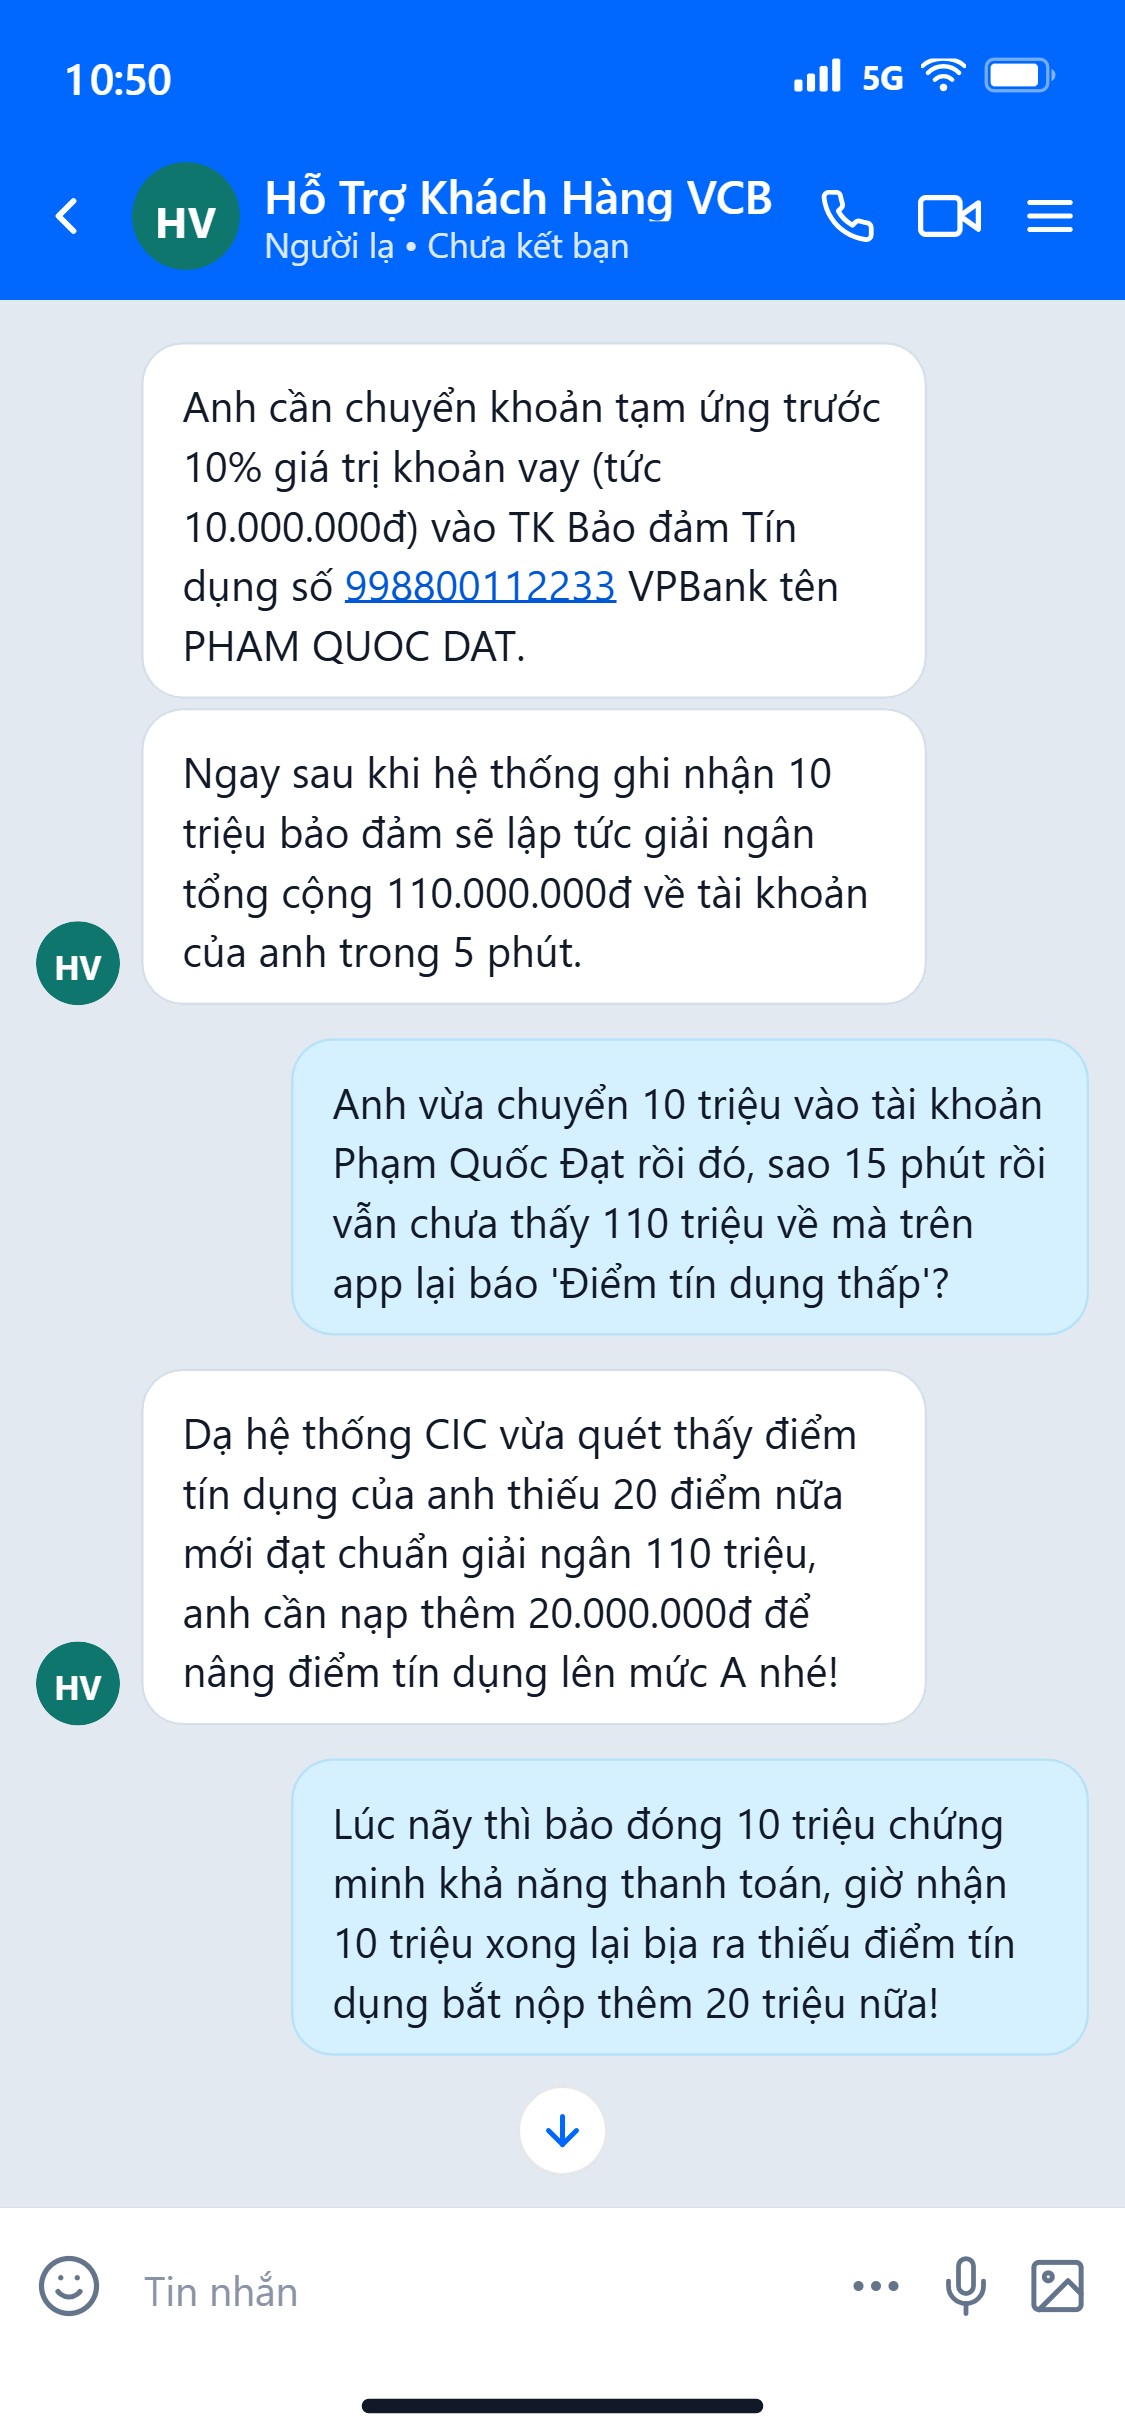 10:50
5G
HV
Hỗ Trợ Khách Hàng VCB
Người lạ • Chưa kết bạn
Anh cần chuyển khoản tạm ứng trước
10% giá trị khoản vay (tức
10.000.000đ) vào TK Bảo đảm Tín
dụng số 998800112233 VPBank tên
PHAM QUOC DAT.
Ngay sau khi hệ thống ghi nhận 10
triệu bảo đảm sẽ lập tức giải ngân
tổng cộng 110.000.000đ về tài khoản
của anh trong 5 phút.
HV
Anh vừa chuyển 10 triệu vào tài khoản
Phạm Quốc Đạt rồi đó, sao 15 phút rồi
vẫn chưa thấy 110 triệu về mà trên
app lại báo 'Điểm tín dụng thấp'?
Dạ hệ thống CIC vừa quét thấy điểm
tín dụng của anh thiếu 20 điểm nữa
mới đạt chuẩn giải ngân 110 triệu,
anh cần nạp thêm 20.000.000đ để
nâng điểm tín dụng lên mức A nhé!
HV
Lúc nãy thì bảo đóng 10 triệu chứng
minh khả năng thanh toán, giờ nhận
10 triệu xong lại bịa ra thiếu điểm tín
dụng bắt nộp thêm 20 triệu nữa!
Tin nhắn